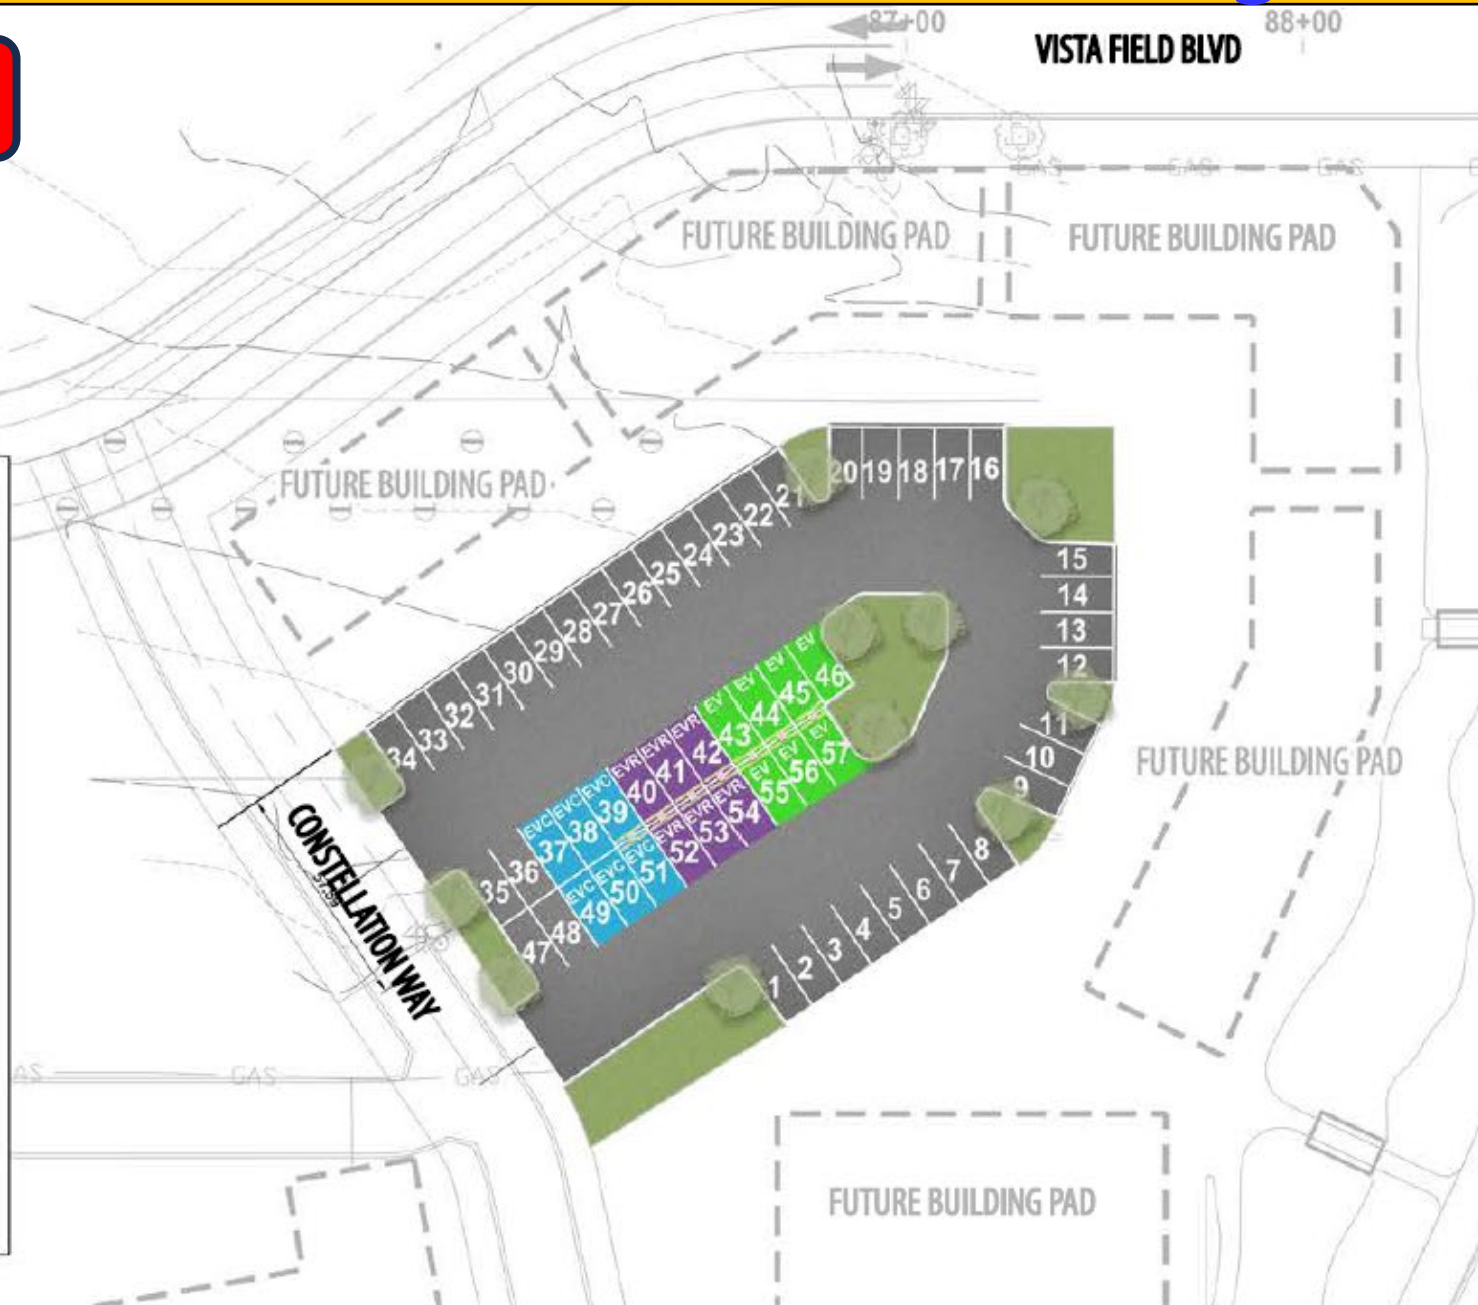 87+00
88+00
VISTA FIELD BLVD
GAS
GAS
GAS
FUTURE BUILDING PAD
FUTURE BUILDING PAD
FUTURE BUILDING PAD
20 19 18 17 16
21
22
23
24
25
26
27
28
29
30
31
32
33
34
15
14
13
12
11
10
9
EV EV EV EV
43 44 45 46
EVR EVR EVR
40 41 42
EVC EVC EVC
37 38 39
35 36
EV EV EV
55 56 57
EVR EVR EVR
52 53 54
EVC EVC EVC
49 50 51
47 48
8
7
6
5
4
3
2
1
FUTURE BUILDING PAD
CONSTELLATION WAY
GAS
GAS
FUTURE BUILDING PAD